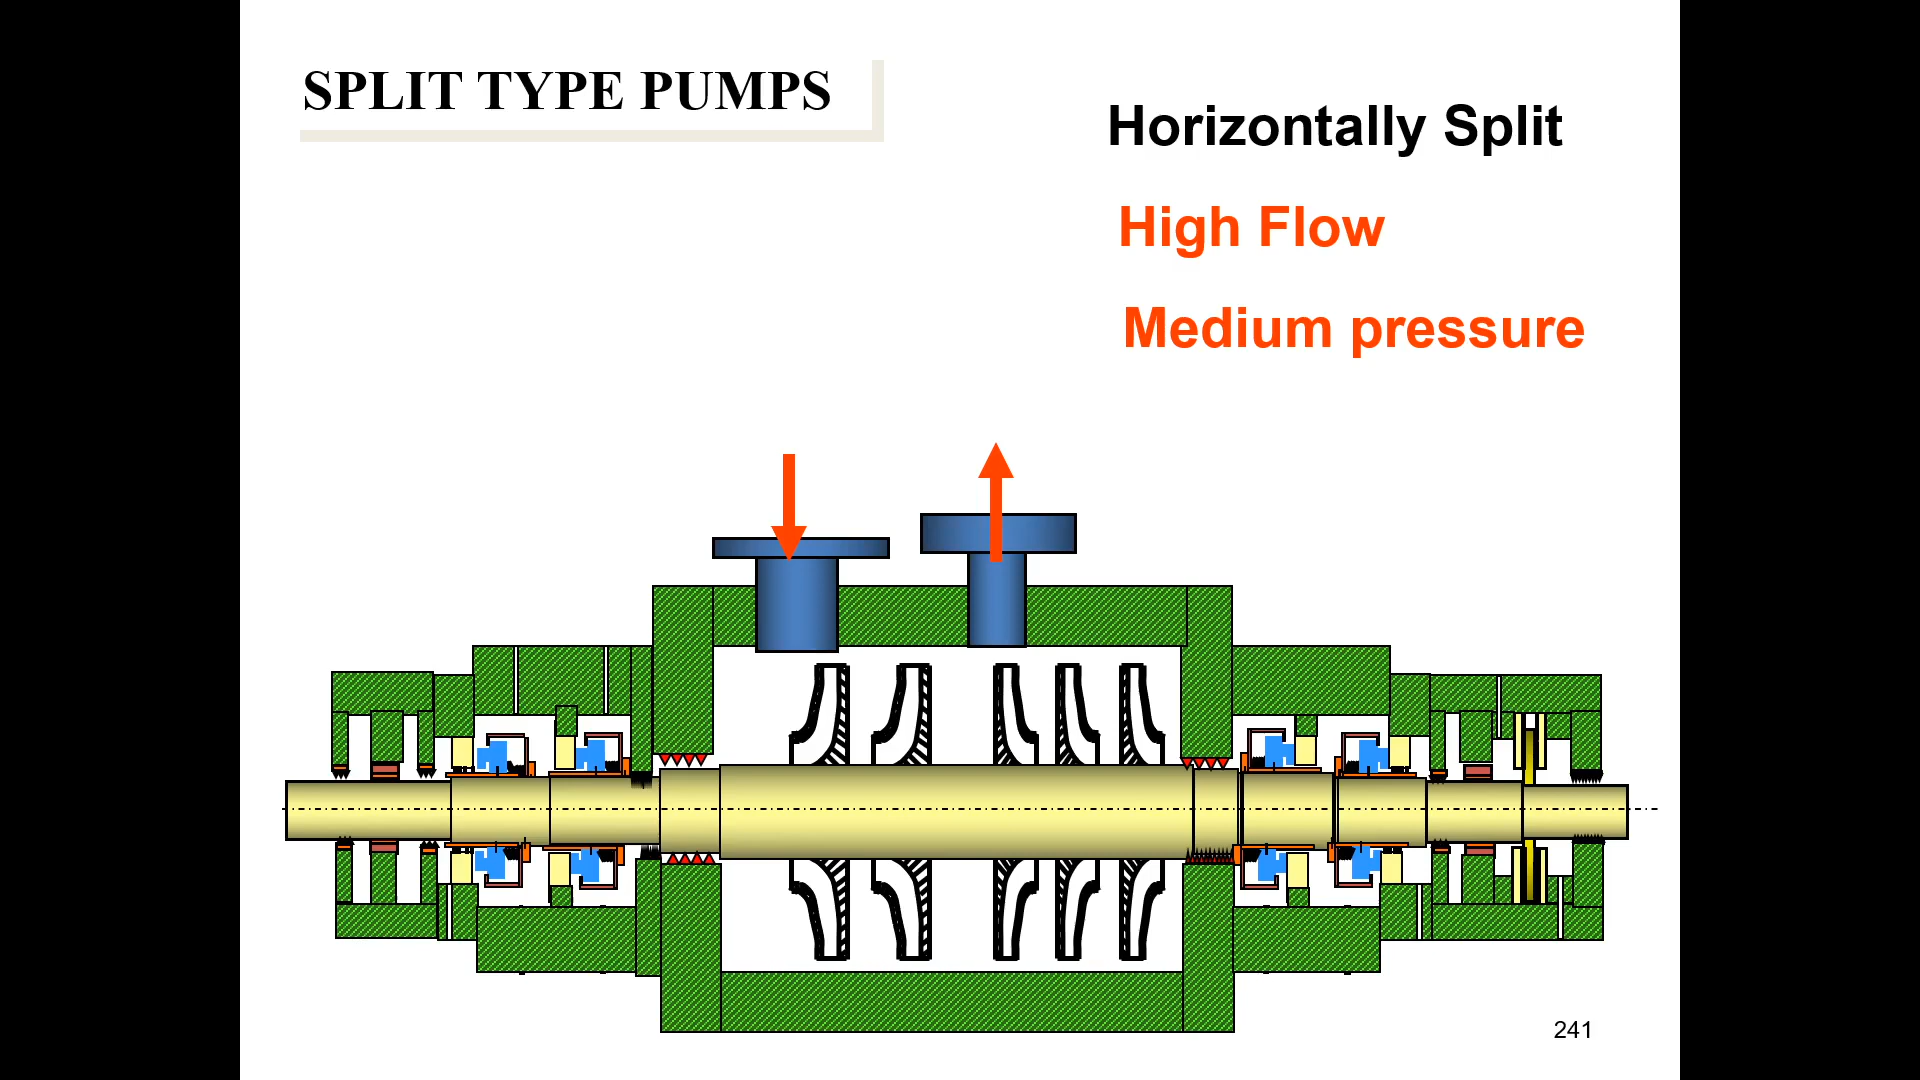 SPLIT TYPE PUMPS
Horizontally Split
High Flow
Medium pressure
241